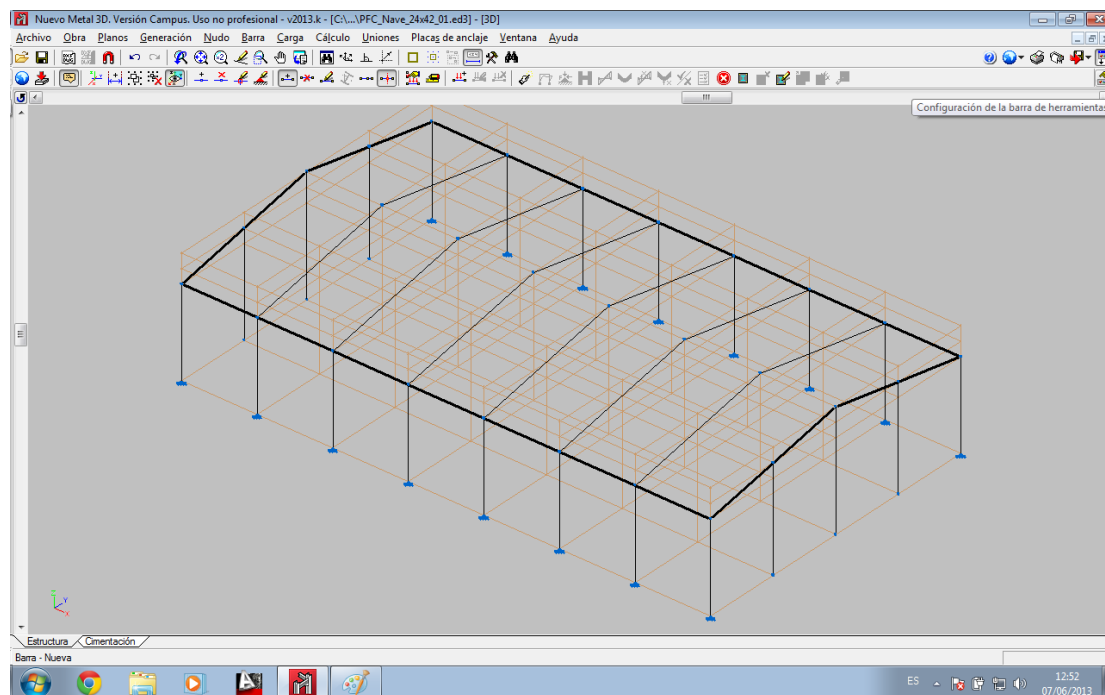 Nuevo Metal 3D. Versión Campus. Uso no profesional - v2013.k - [C:\...\PFC_Nave_24x42_01.ed3] - [3D]
Archivo Obra Planos Generación Nudo Barra Carga Cálculo Uniones Placas de anclaje Ventana Ayuda
Configuración de la barra de herramientas
Z
Y
X
Estructura Cimentación
Barra - Nueva
ES
12:52
07/06/2013